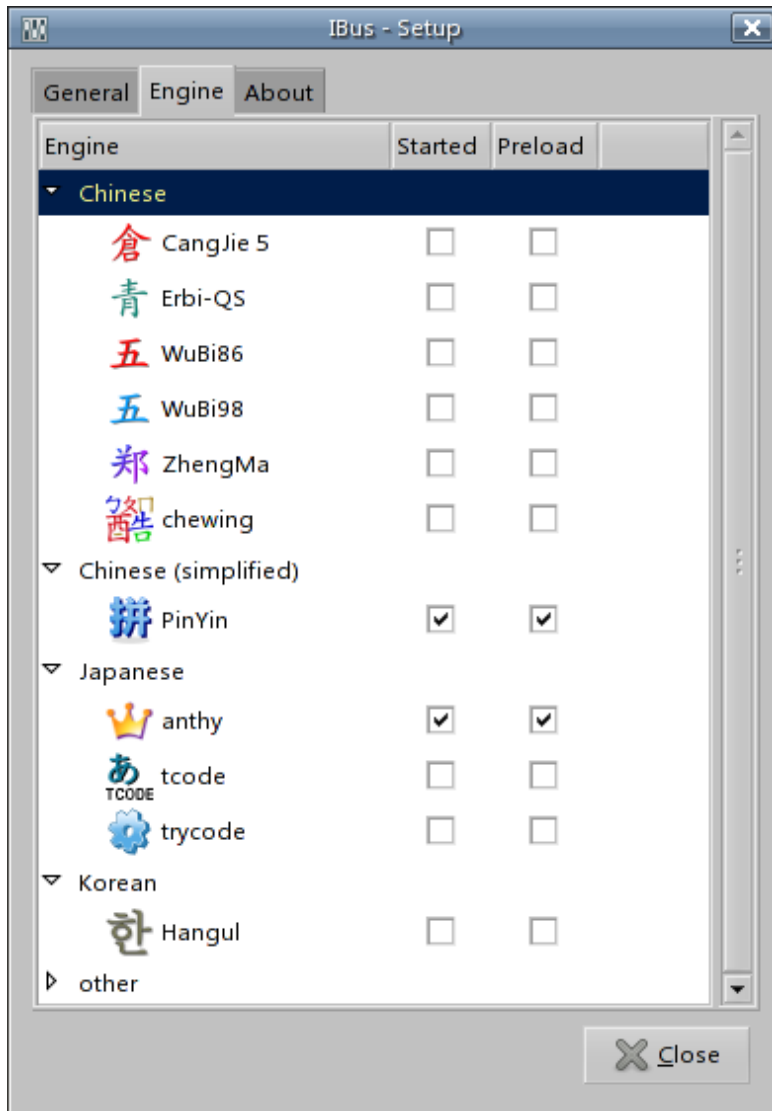 IBus - Setup
General Engine About
Engine Started Preload
Chinese
倉 CangJie 5
青 Erbi-QS
五 WuBi86
五 WuBi98
郑 ZhengMa
酷 chewing
Chinese (simplified)
拼 PinYin
Japanese
anthy
あ TCODE tcode
trycode
Korean
한 Hangul
other
Close